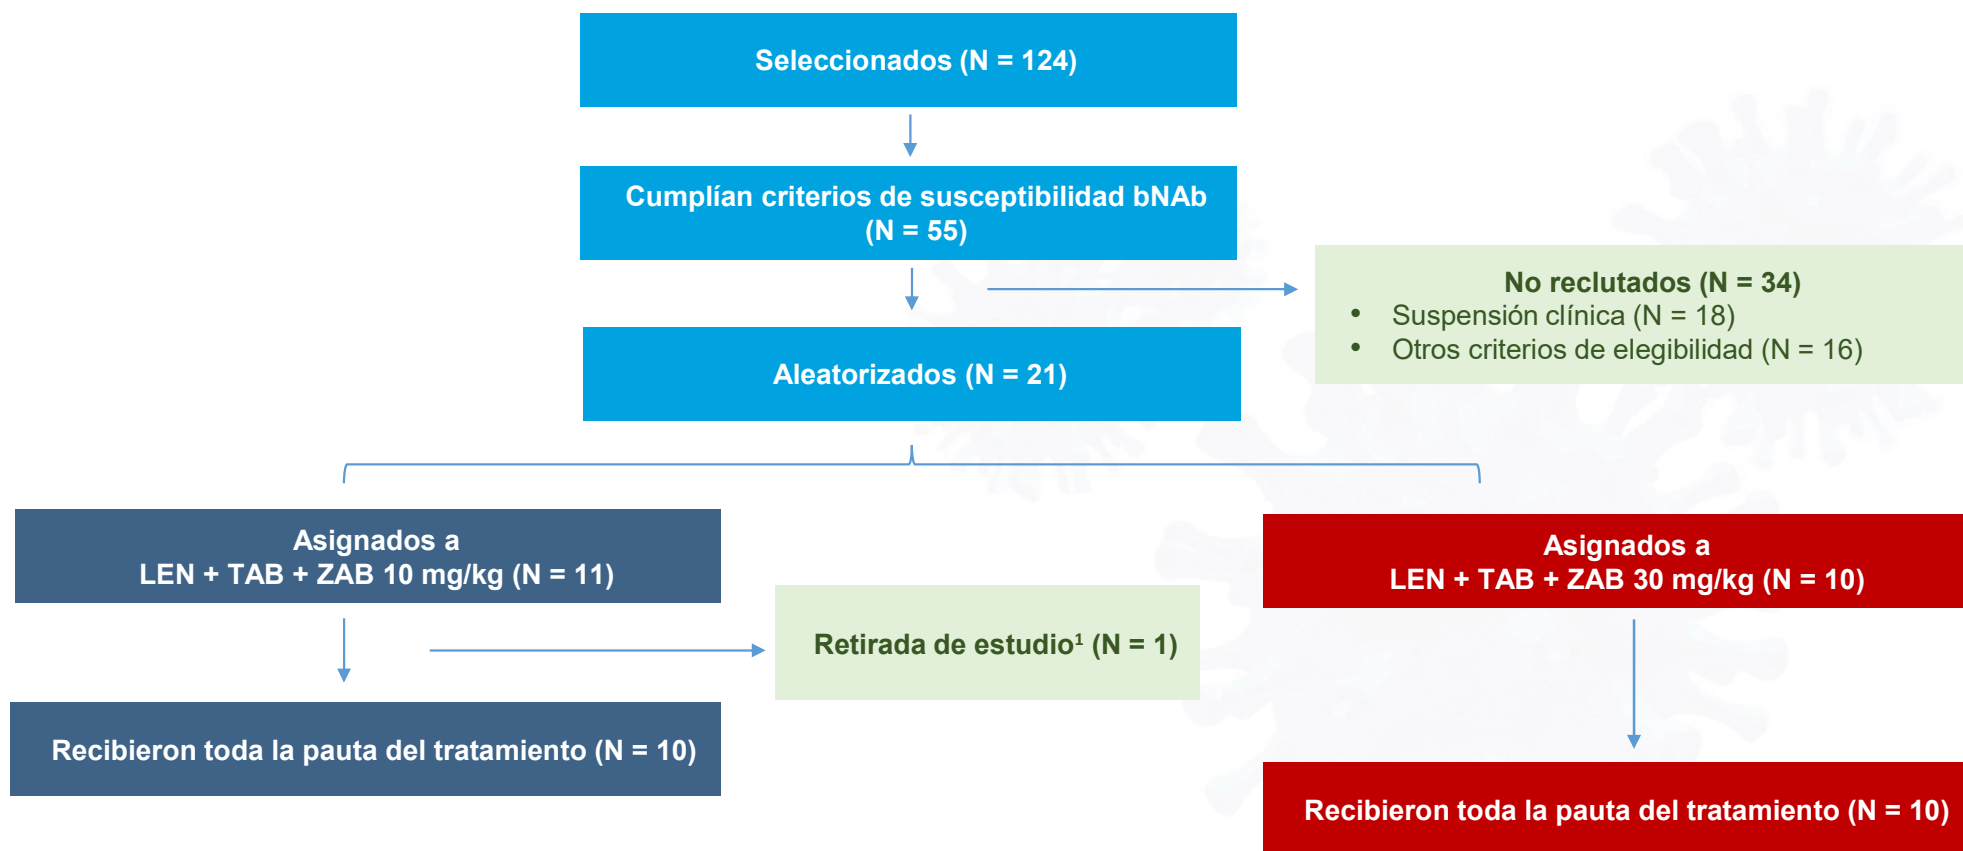 Seleccionados (N = 124)
Cumplían criterios de susceptibilidad bNAb
(N = 55)
No reclutados (N = 34)
• Suspensión clínica (N = 18)
• Otros criterios de elegibilidad (N = 16)
Aleatorizados (N = 21)
Asignados a
LEN + TAB + ZAB 10 mg/kg (N = 11)
Asignados a
LEN + TAB + ZAB 30 mg/kg (N = 10)
Retirada de estudio¹ (N = 1)
Recibieron toda la pauta del tratamiento (N = 10)
Recibieron toda la pauta del tratamiento (N = 10)